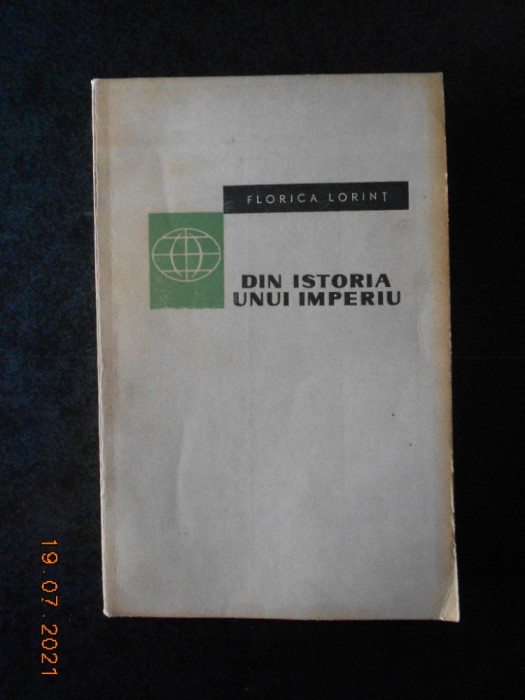 FLORICA LORINȚ
DIN ISTORIA
UNUI IMPERIU
19.07.2021